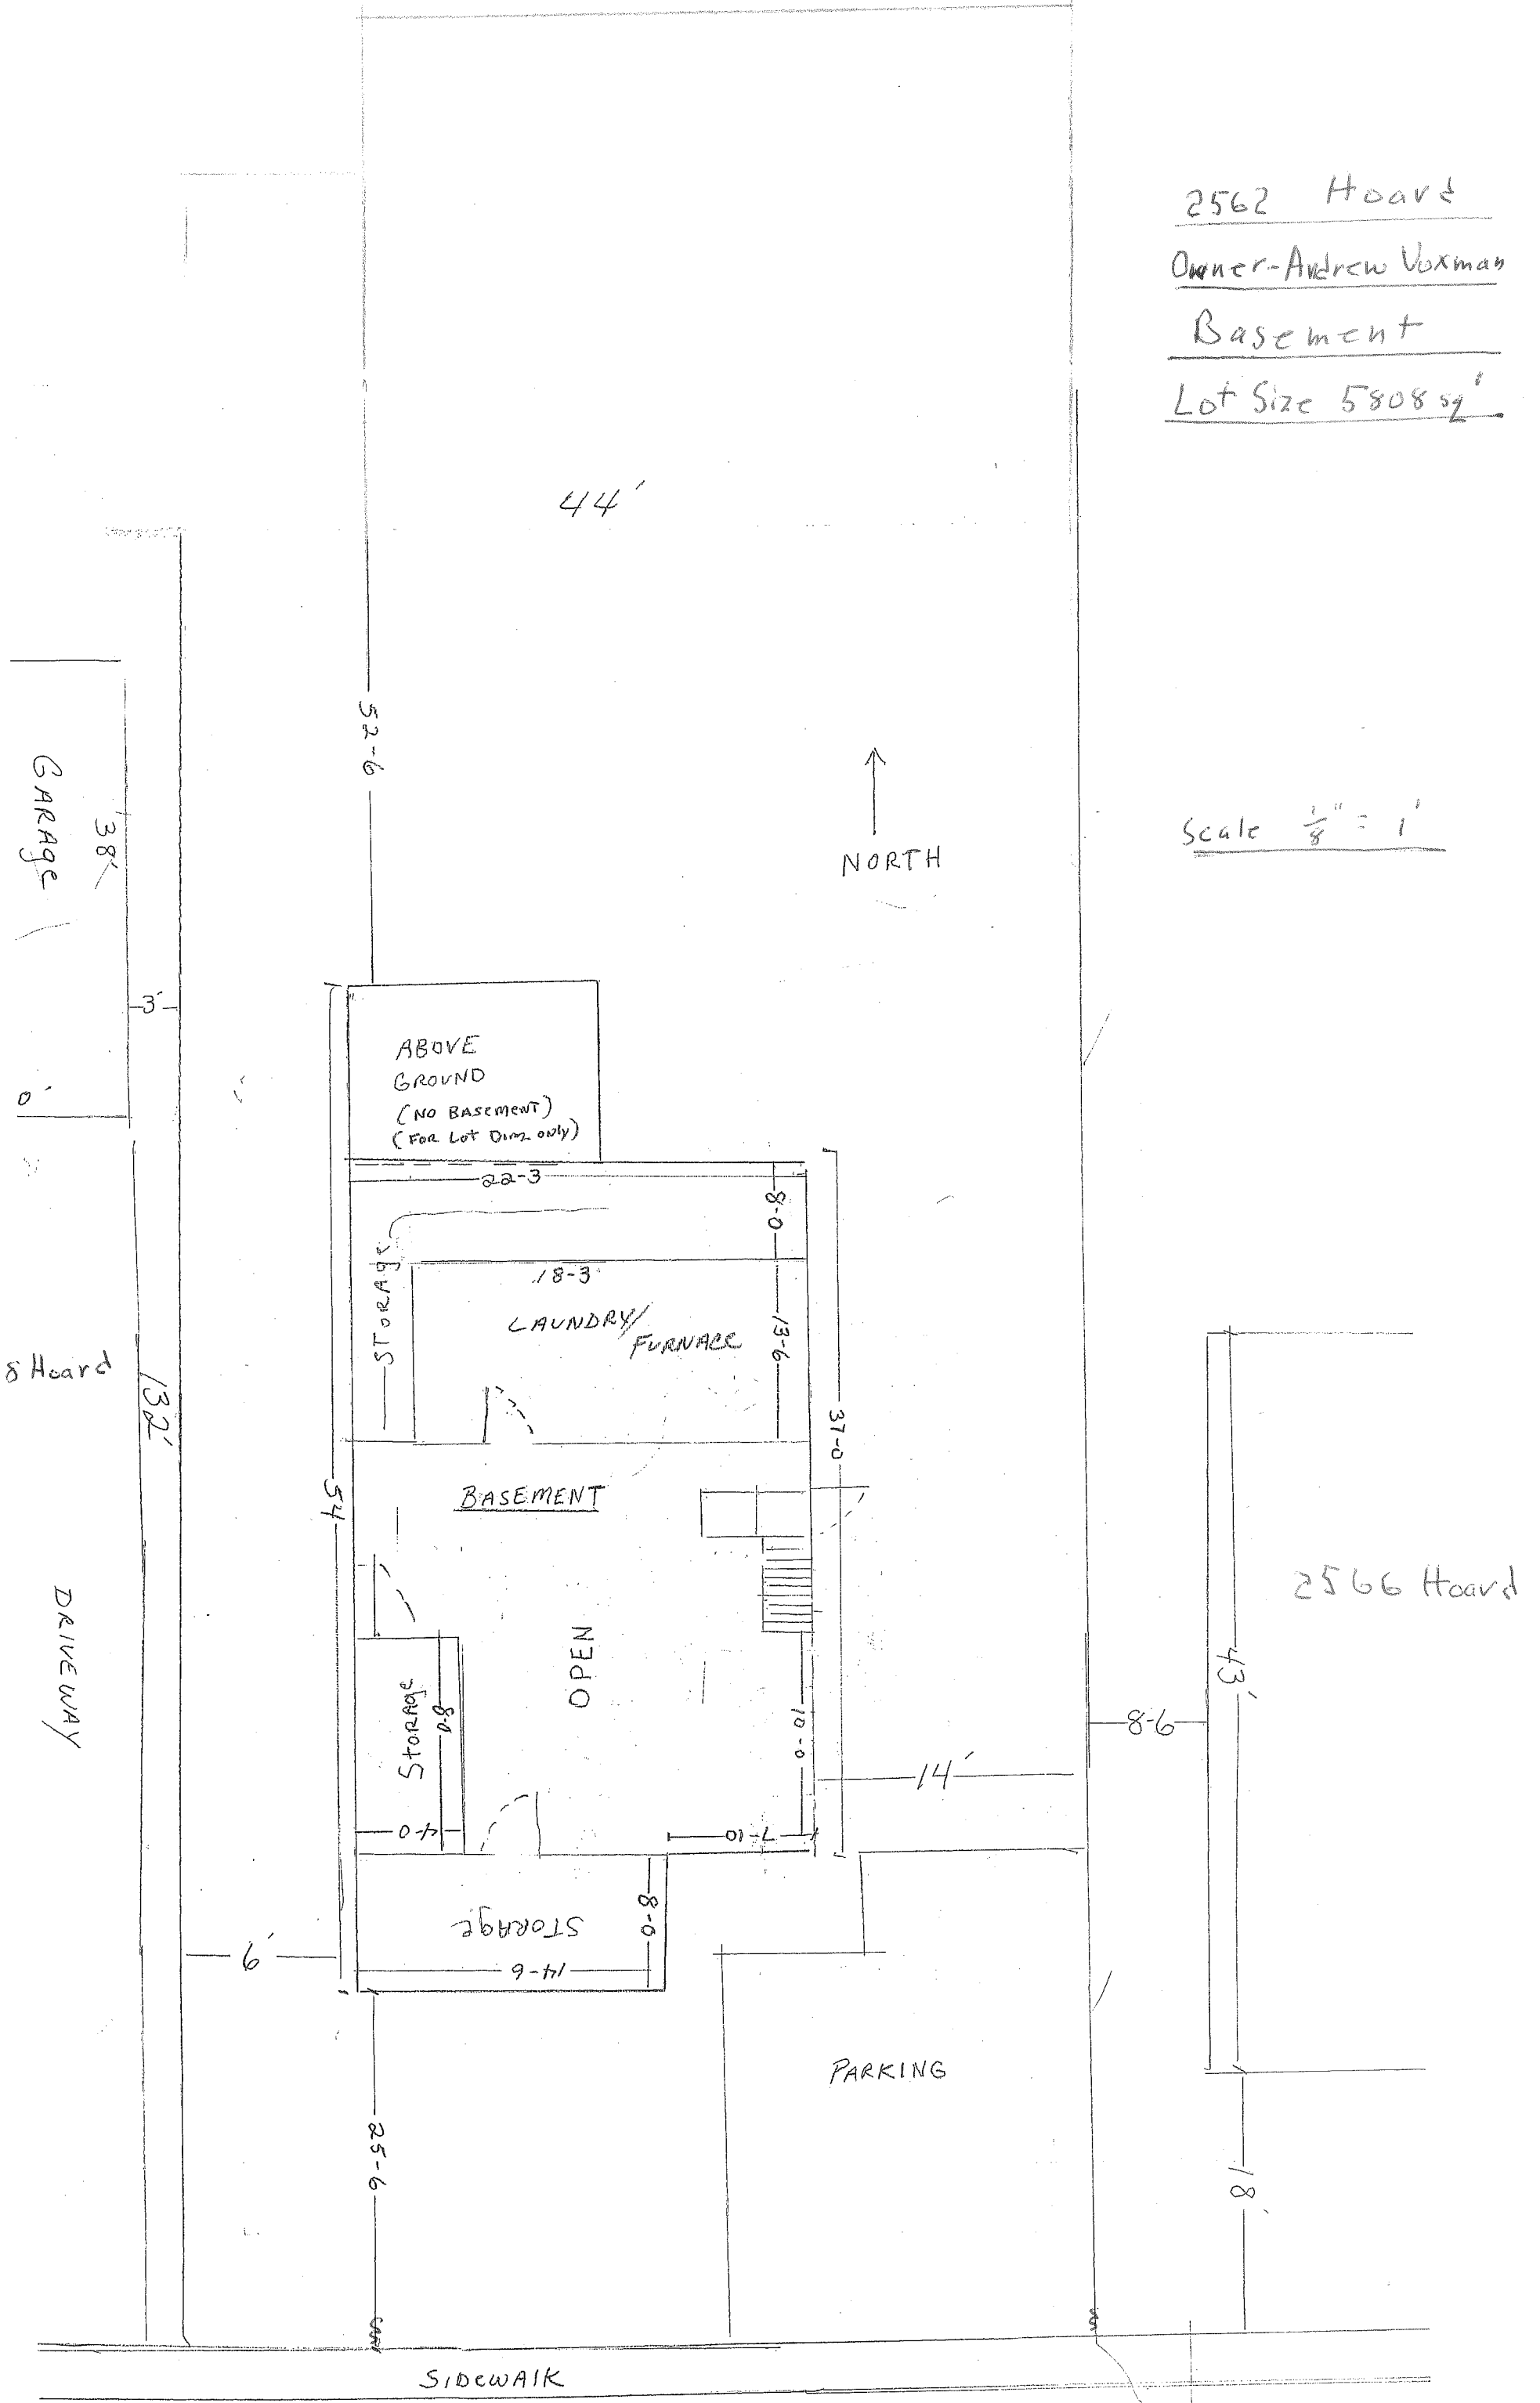 2562 Hoard
Owner-Andrew Voxman
Basement
Lot Size 5808 sq'
44'
52-6
GARAge
38'
NORTH
Scale 1/8" = 1'
3'
0'
ABOVE
GROUND
(NO BASEMENT)
(FOR Lot Dim. only)
22-3
8-0
STORAge
18-3
LAUNDRY/
FURNACE
13-6
37-0
8 Hoard
132'
54
BASEMENT
2566 Hoard
DRIVEWAY
OPEN
Storage
8-0
10-0
43'
8-6
14'
4-0
7-10
STORAge
8-0
9'
14-6
PARKING
25-6
18'
SIDEWALK